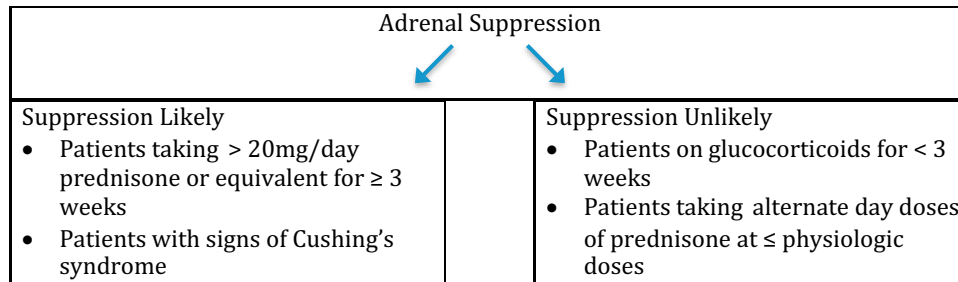 Adrenal Suppression
Suppression Likely
• Patients taking > 20mg/day
prednisone or equivalent for ≥ 3
weeks
• Patients with signs of Cushing's
syndrome
Suppression Unlikely
• Patients on glucocorticoids for < 3
weeks
• Patients taking alternate day doses
of prednisone at ≤ physiologic
doses